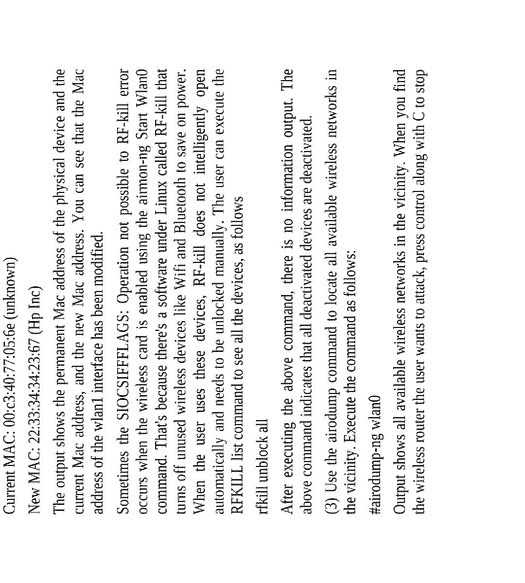 Current MAC: 00:c3:40:77:05:6e (unknown)
New MAC: 22:33:34:34:23:67 (Hp Inc)
The output shows the permanent Mac address of the physical device and the
current Mac address, and the new Mac address. You can see that the Mac
address of the wlan1 interface has been modified.
Sometimes the SIOCSIFFFLAGS: Operation not possible to RF-kill error
occurs when the wireless card is enabled using the airmon-ng Start Wlan0
command. That's because there's a software under Linux called RF-kill that
turns off unused wireless devices like Wifi and Bluetooth to save on power.
When the user uses these devices, RF-kill does not intelligently open
automatically and needs to be unlocked manually. The user can execute the
RFKILL list command to see all the devices, as follows
rfkill unblock all
After executing the above command, there is no information output. The
above command indicates that all deactivated devices are deactivated.
(3) Use the airodump command to locate all available wireless networks in
the vicinity. Execute the command as follows:
#airodump-ng wlan0
Output shows all available wireless networks in the vicinity. When you find
the wireless router the user wants to attack, press control along with C to stop